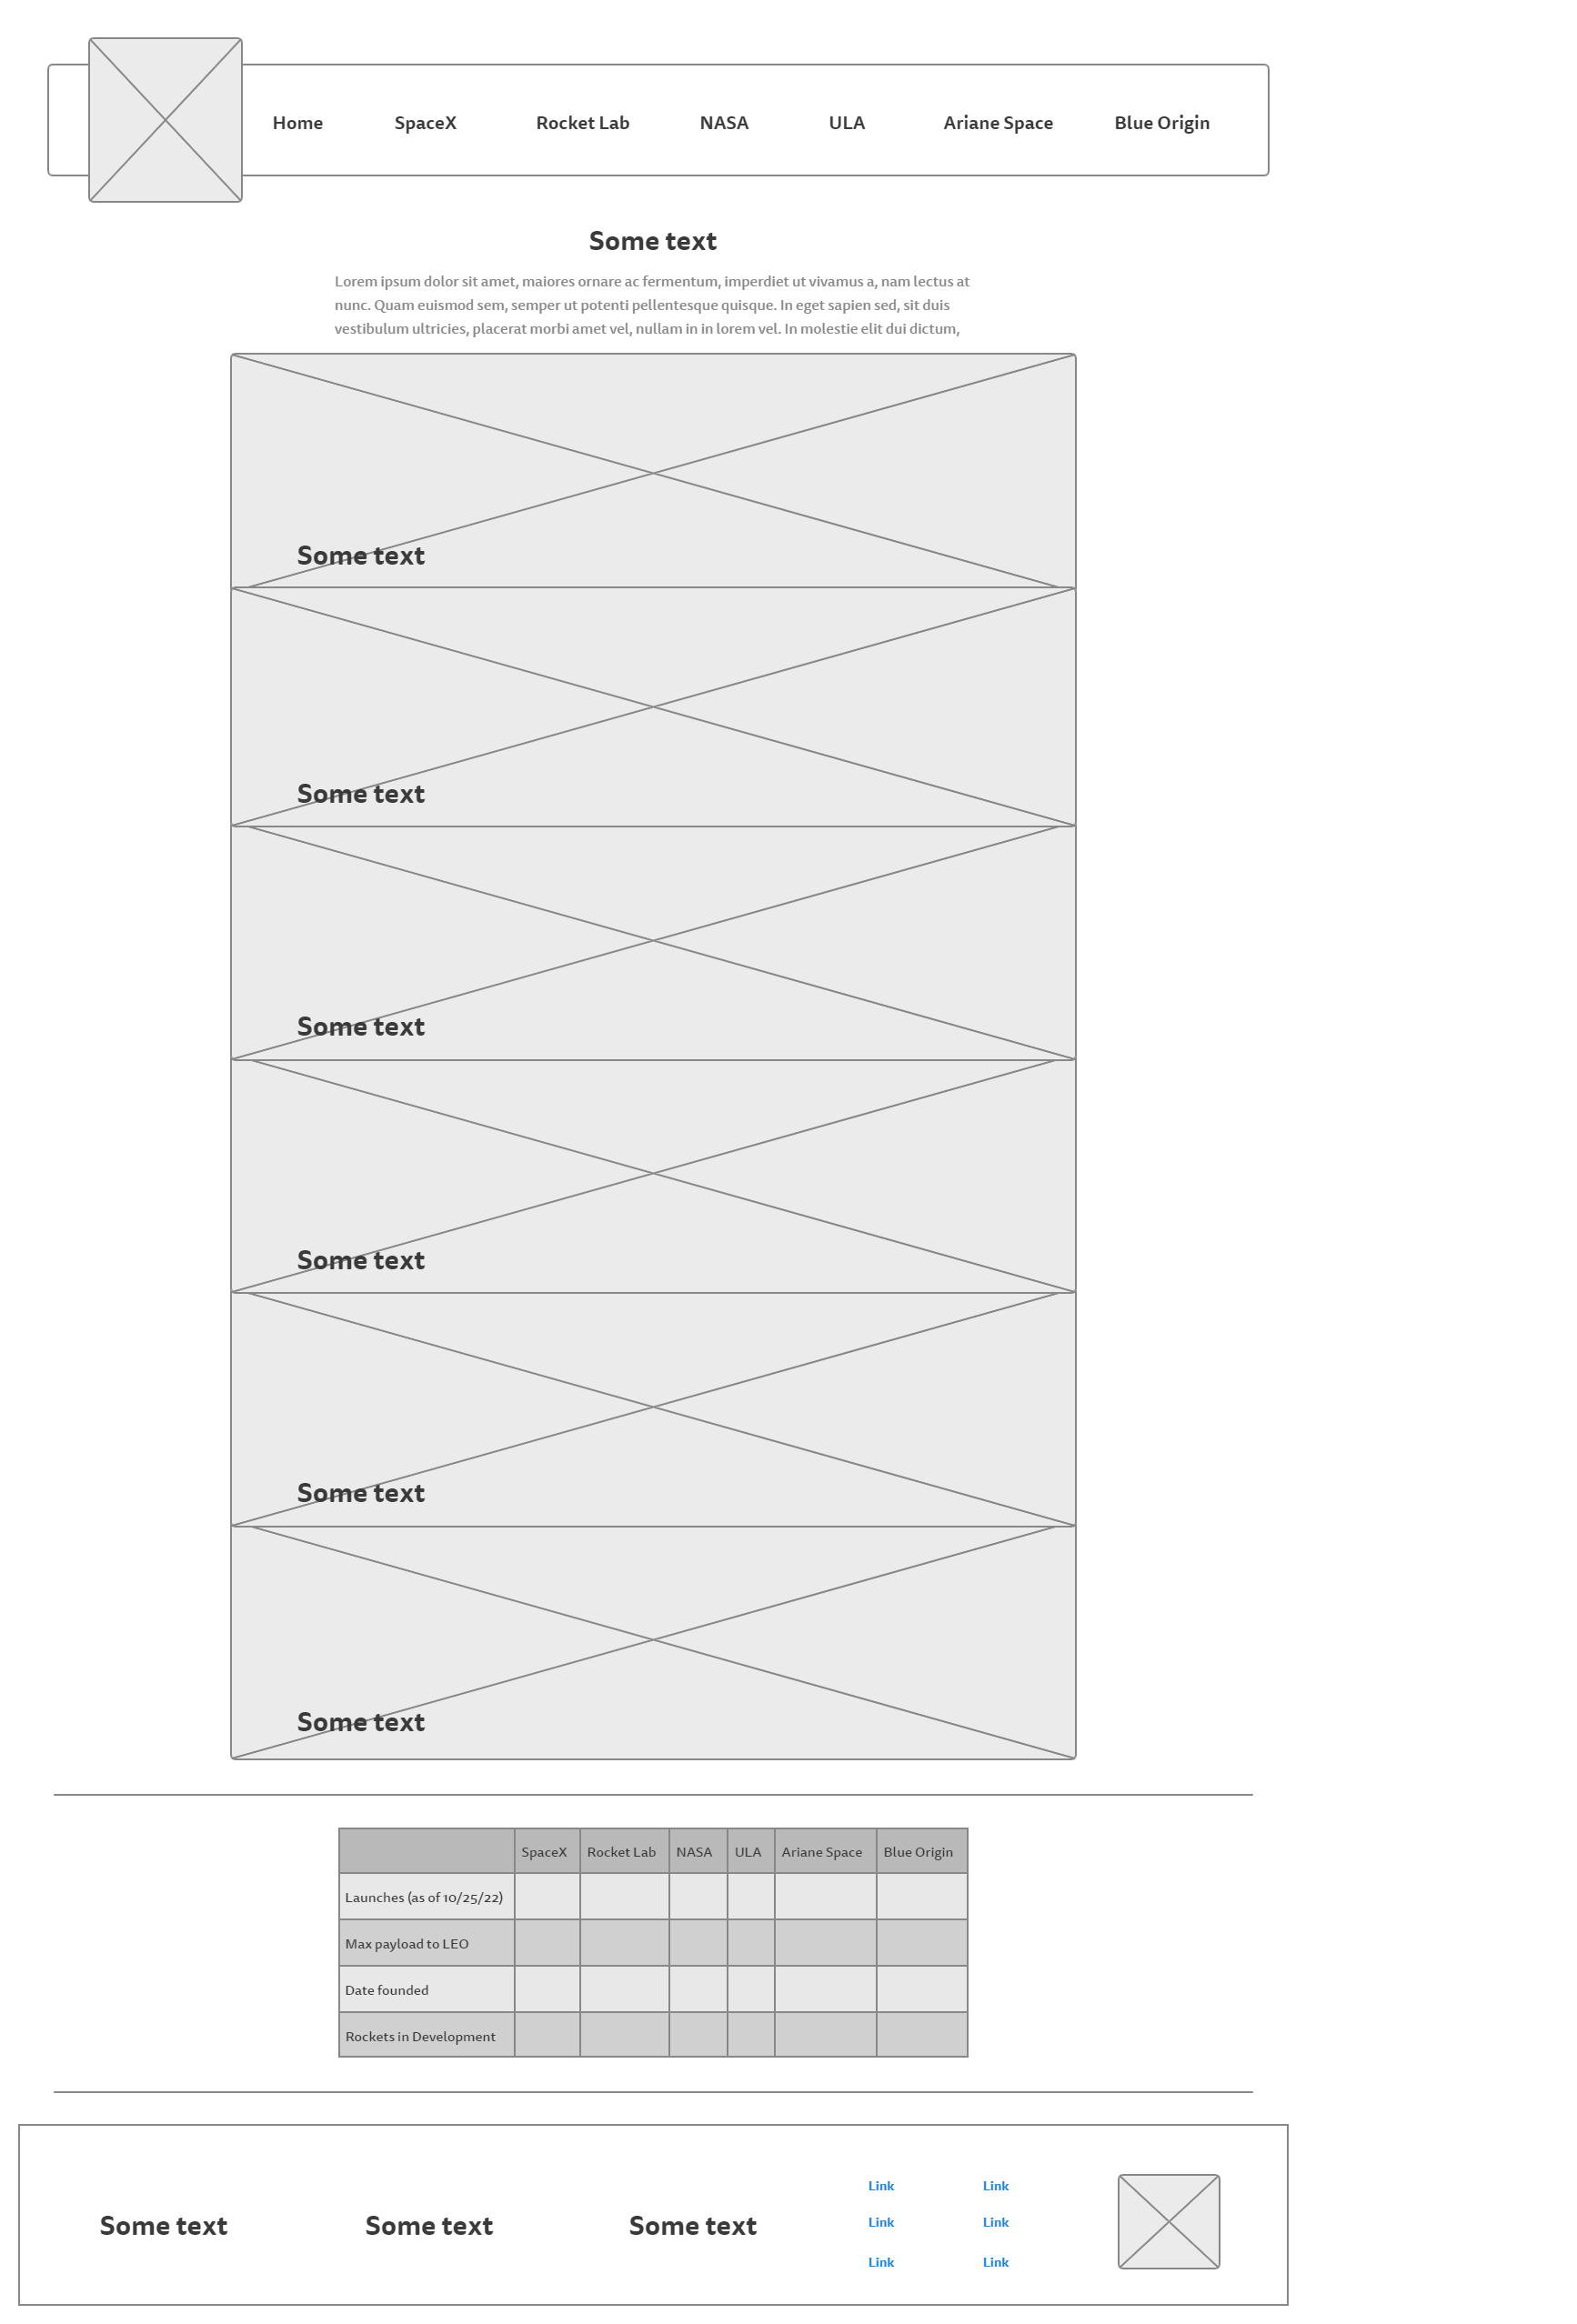 Home SpaceX Rocket Lab NASA ULA Ariane Space Blue Origin
Some text
Lorem ipsum dolor sit amet, maiores ornare ac fermentum, imperdiet ut vivamus a, nam lectus at
nunc. Quam euismod sem, semper ut potenti pellentesque quisque. In eget sapien sed, sit duis
vestibulum ultricies, placerat morbi amet vel, nullam in in lorem vel. In molestie elit dui dictum,
Some text
Some text
Some text
Some text
Some text
Some text
SpaceX Rocket Lab NASA ULA Ariane Space Blue Origin
Launches (as of 10/25/22)
Max payload to LEO
Date founded
Rockets in Development
Some text Some text Some text
Link Link
Link Link
Link Link